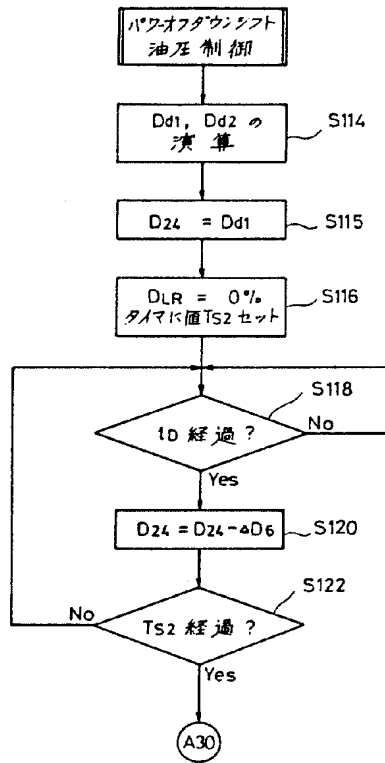 パワーオフダウンシフト
油圧制御
Dd1, Dd2 の
演算
S114
D24 = Dd1
S115
DLR = 0%
タイマに値TS2セット
S116
S118
tD 経過?
No
Yes
D24 = D24-ΔD6
S120
S122
No
TS2 経過?
Yes
A30